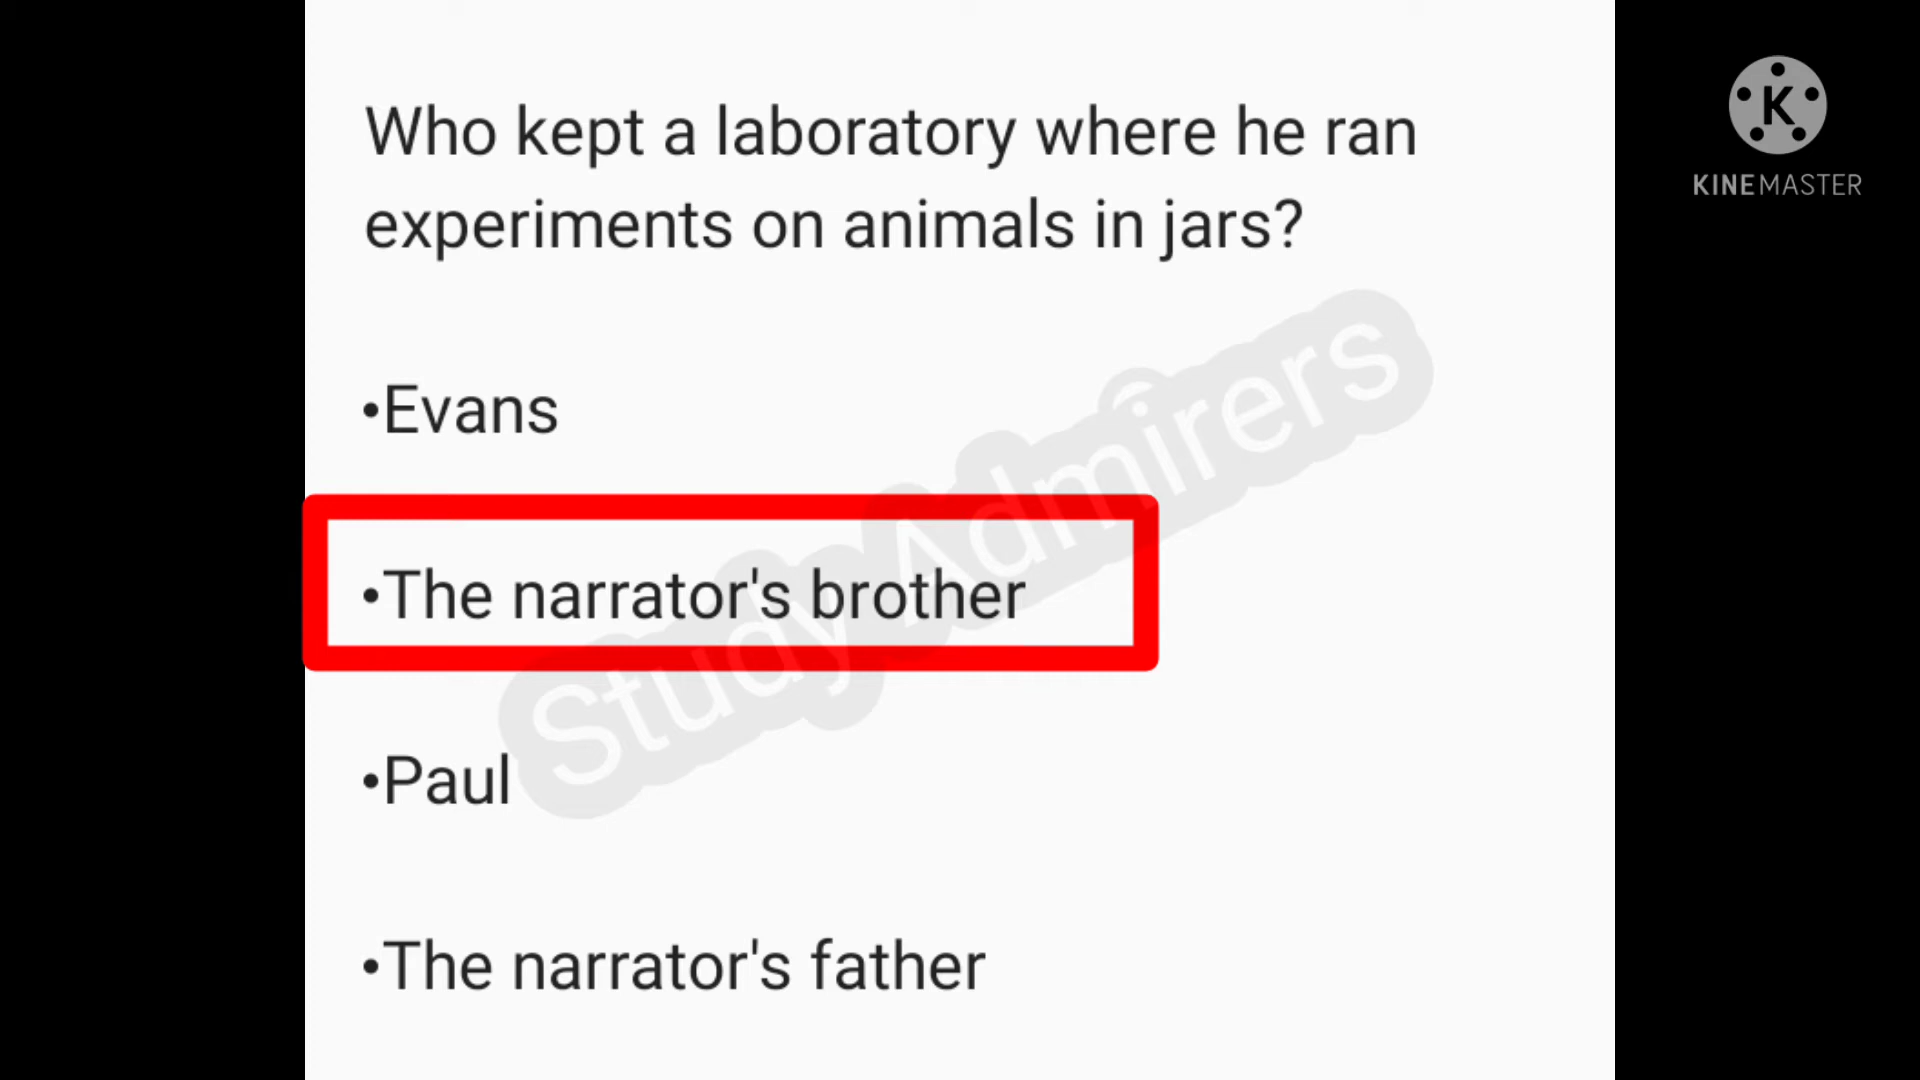 Who kept a laboratory where he ran
experiments on animals in jars?
•Evans
•The narrator's brother
•Paul
•The narrator's father
Study Admirers
K
KINEMASTER